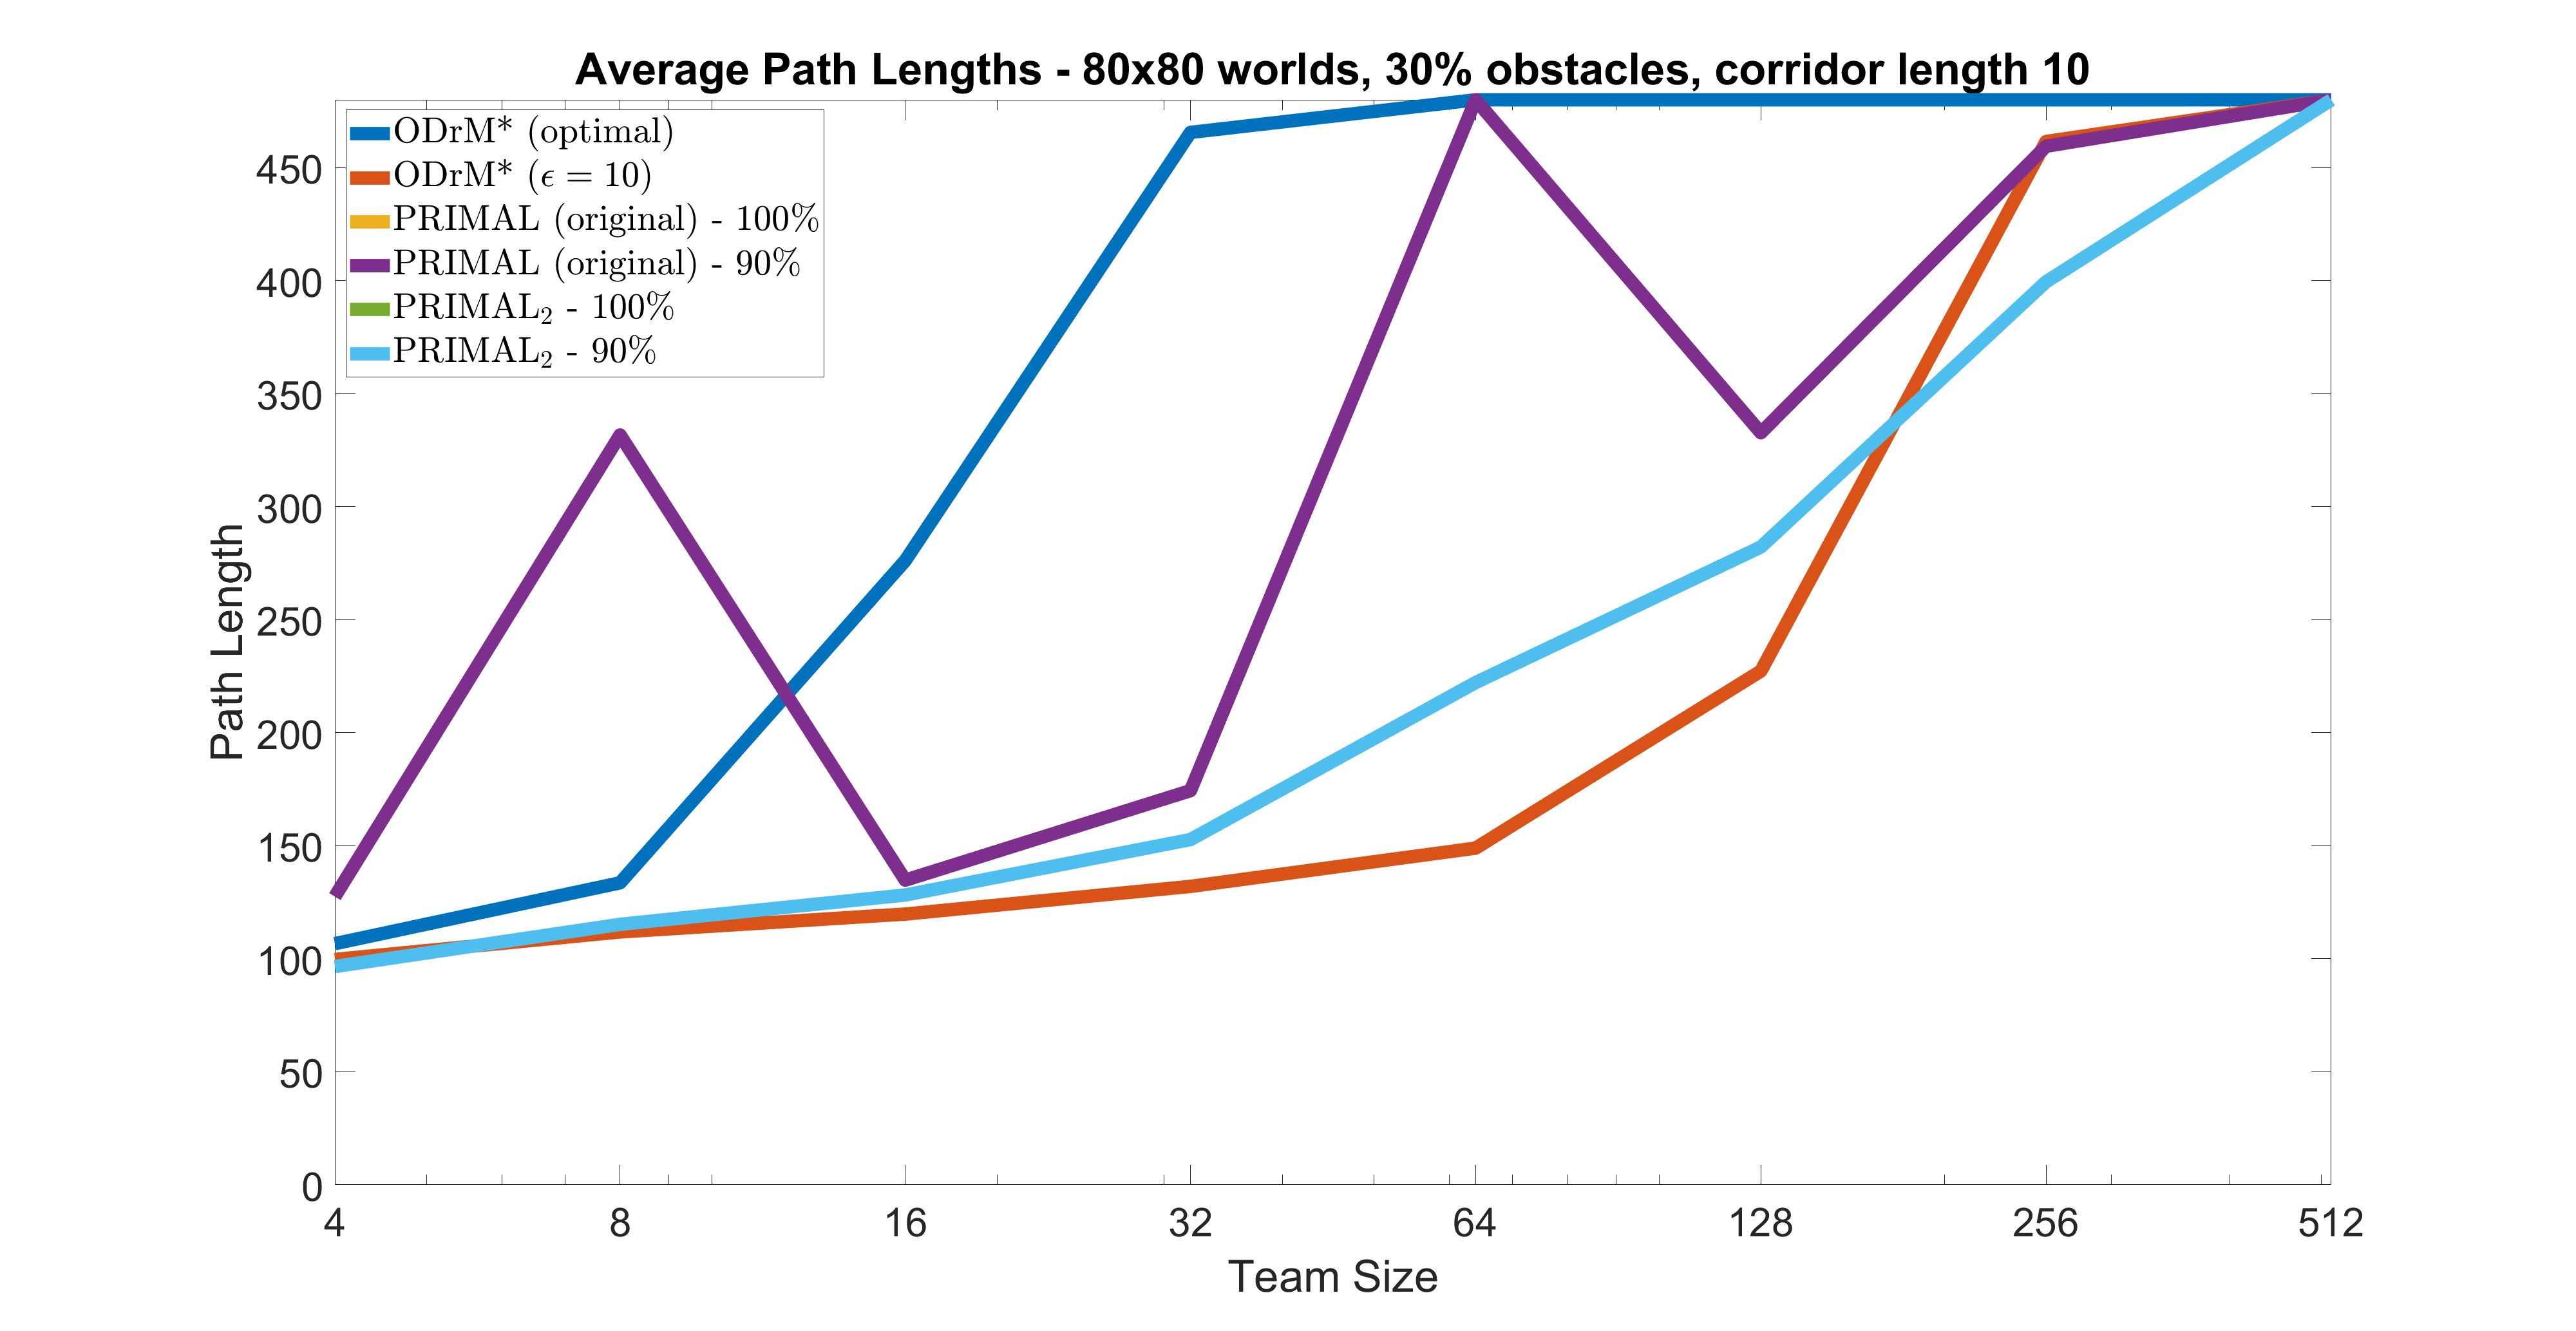 Average Path Lengths - 80x80 worlds, 30% obstacles, corridor length 10
ODrM* (optimal)
ODrM* (ϵ = 10)
PRIMAL (original) - 100%
PRIMAL (original) - 90%
PRIMAL₂ - 100%
PRIMAL₂ - 90%
450
400
350
300
250
200
150
100
50
0
Path Length
4 8 16 32 64 128 256 512
Team Size